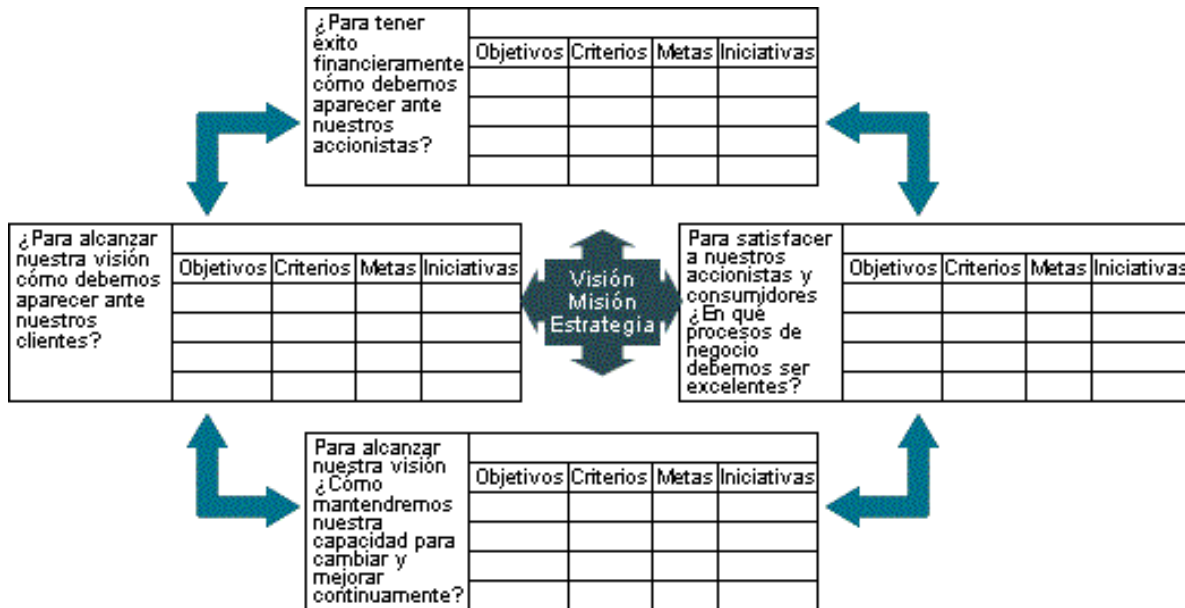 ¿Para tener
éxito
financieramente
cómo debemos
aparecer ante
nuestros
accionistas?
Objetivos Criterios Metas Iniciativas
¿Para alcanzar
nuestra visión
cómo debemos
aparecer ante
nuestros
clientes?
Objetivos Criterios Metas Iniciativas
Visión
Misión
Estrategia
Para satisfacer
a nuestros
accionistas y
consumidores
¿En qué
procesos de
negocio
debemos ser
excelentes?
Objetivos Criterios Metas Iniciativas
Para alcanzar
nuestra visión
¿Cómo
mantendremos
nuestra
capacidad para
cambiar y
mejorar
continuamente?
Objetivos Criterios Metas Iniciativas